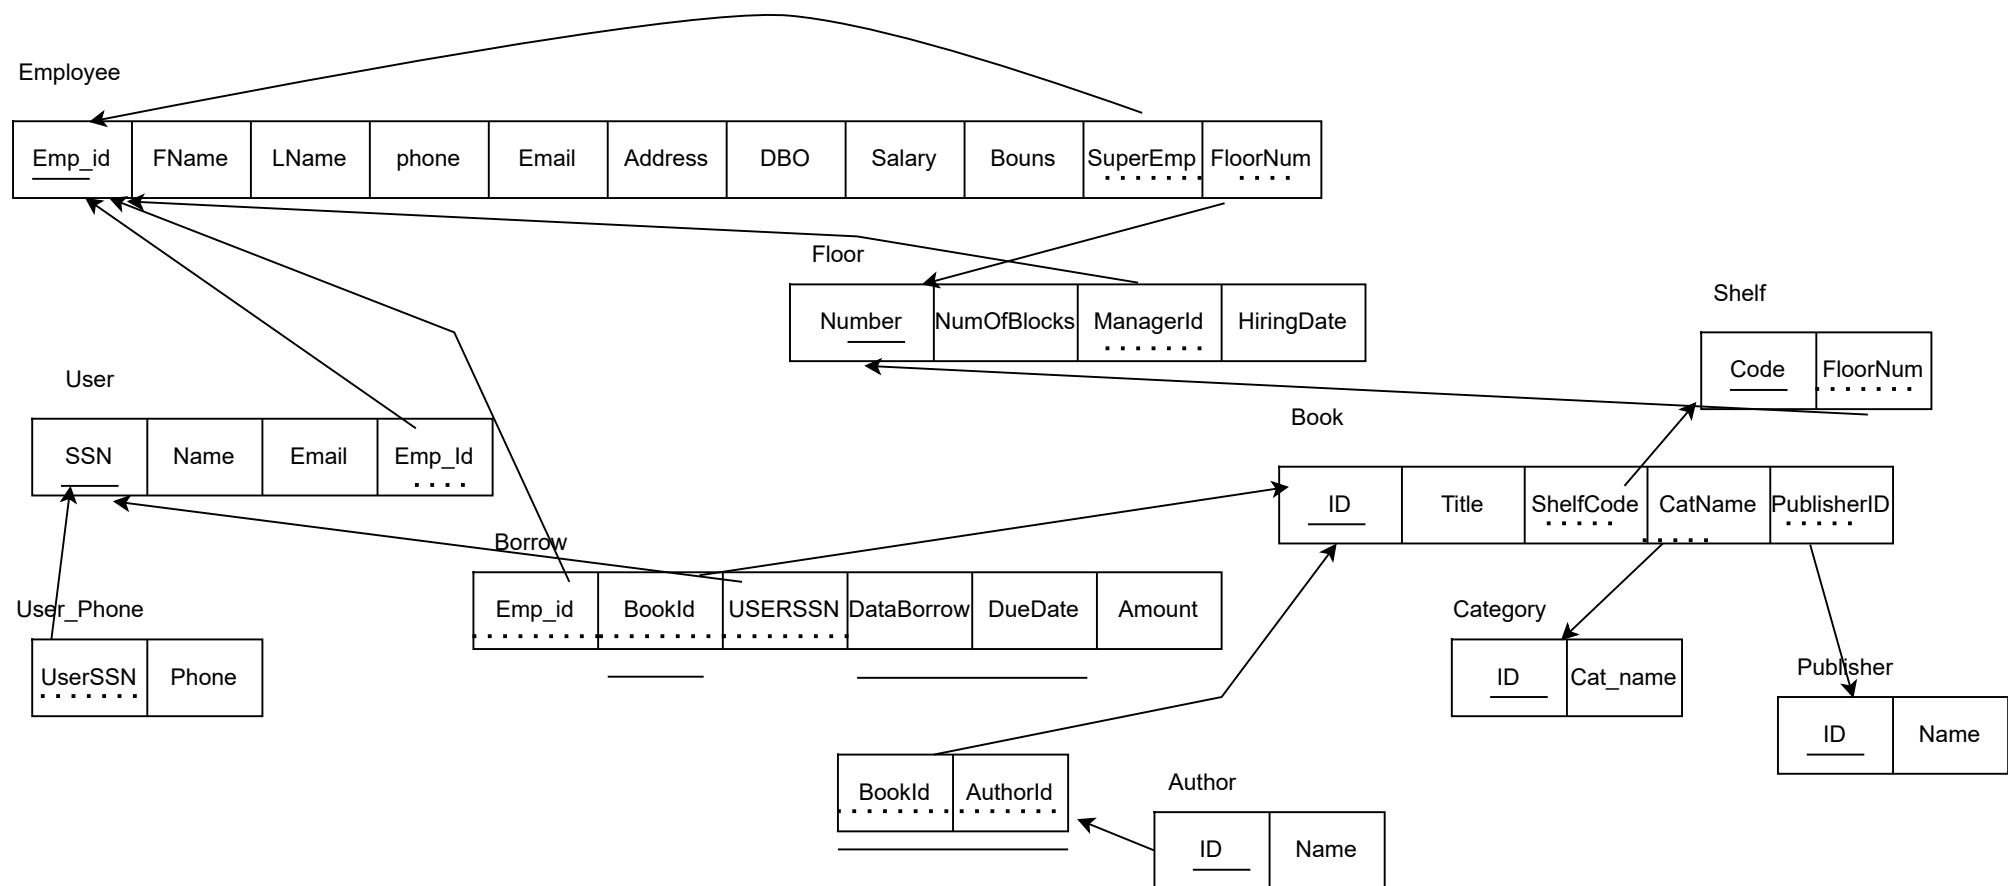 Employee
Emp_id FName LName phone Email Address DBO Salary Bouns SuperEmp FloorNum
Floor
Number NumOfBlocks ManagerId HiringDate
Shelf
Code FloorNum
User
SSN Name Email Emp_Id
Book
ID Title ShelfCode CatName PublisherID
Borrow
Emp_id BookId USERSSN DataBorrow DueDate Amount
User_Phone
UserSSN Phone
Category
ID Cat_name
Publisher
ID Name
BookId AuthorId
Author
ID Name